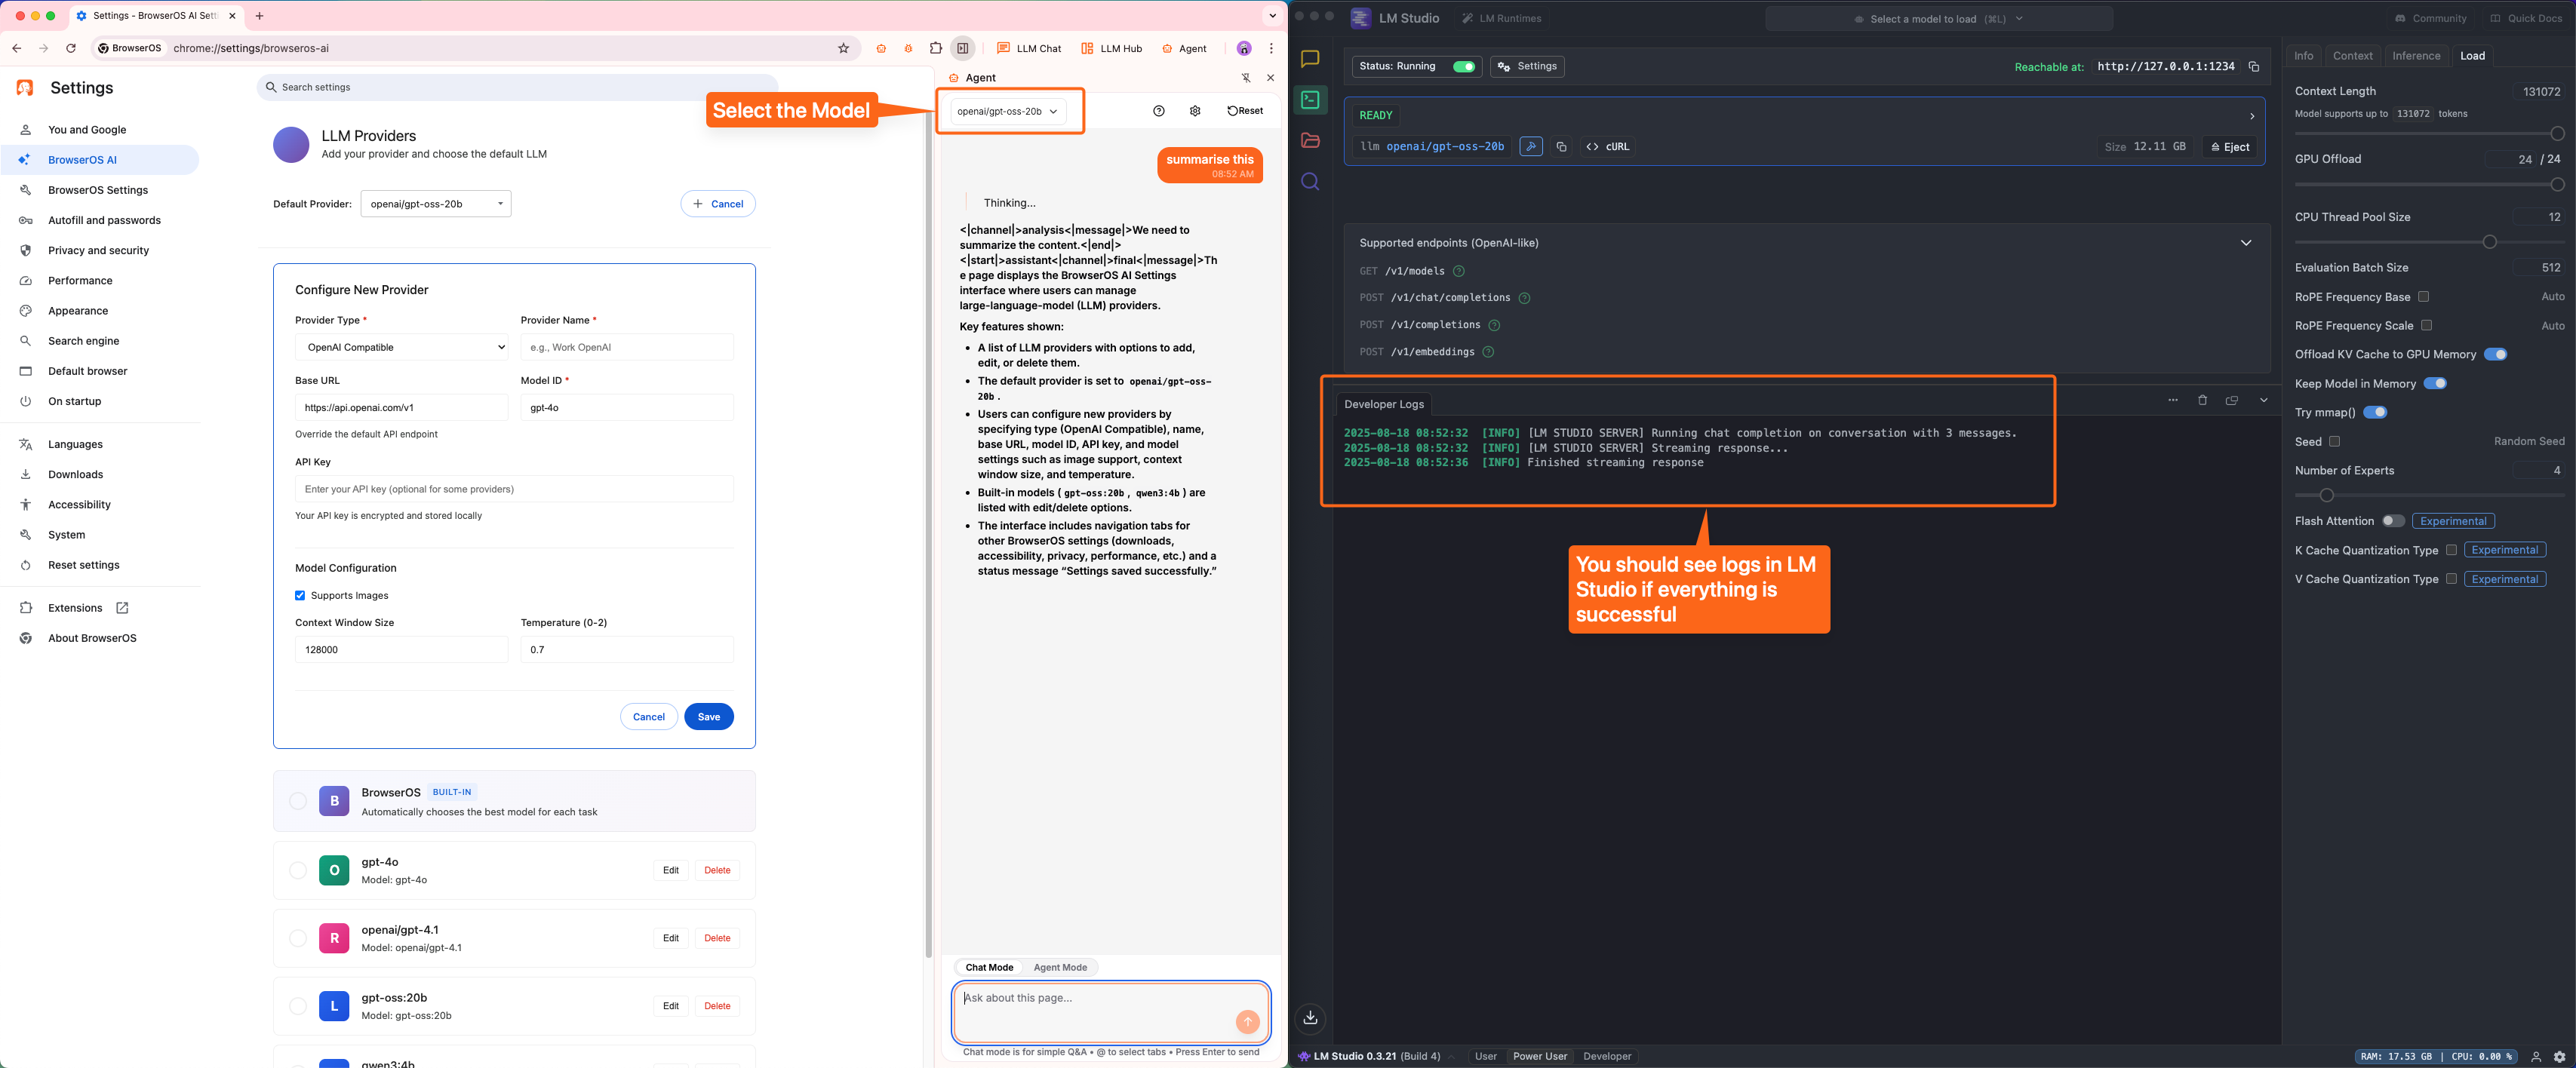 Settings - BrowserOS AI Setti
BrowserOS
chrome://settings/browseros-ai
LLM Chat
LLM Hub
Agent
Settings
Search settings
You and Google
BrowserOS AI
BrowserOS Settings
Autofill and passwords
Privacy and security
Performance
Appearance
Search engine
Default browser
On startup
Languages
Downloads
Accessibility
System
Reset settings
Extensions
About BrowserOS
LLM Providers
Add your provider and choose the default LLM
Default Provider:
openai/gpt-oss-20b
+ Cancel
Configure New Provider
Provider Type *
Provider Name *
OpenAI Compatible
e.g., Work OpenAI
Base URL
Model ID *
https://api.openai.com/v1
gpt-4o
Override the default API endpoint
API Key
Enter your API key (optional for some providers)
Your API key is encrypted and stored locally
Model Configuration
Supports Images
Context Window Size
Temperature (0-2)
128000
0.7
Cancel
Save
B
BrowserOS
BUILT-IN
Automatically chooses the best model for each task
O
gpt-4o
Model: gpt-4o
Edit
Delete
R
openai/gpt-4.1
Model: openai/gpt-4.1
Edit
Delete
L
gpt-oss:20b
Model: gpt-oss:20b
Edit
Delete
qwen3:4b
Select the Model
Agent
openai/gpt-oss-20b
Reset
summarise this
08:52 AM
Thinking...
<|channel|>analysis<|message|>We need to
summarize the content.<|end|>
<|start|>assistant<|channel|>final<|message|>Th
e page displays the BrowserOS AI Settings
interface where users can manage
large-language-model (LLM) providers.
Key features shown:
• A list of LLM providers with options to add,
edit, or delete them.
• The default provider is set to openai/gpt-oss-
20b .
• Users can configure new providers by
specifying type (OpenAI Compatible), name,
base URL, model ID, API key, and model
settings such as image support, context
window size, and temperature.
• Built-in models ( gpt-oss:20b , qwen3:4b ) are
listed with edit/delete options.
• The interface includes navigation tabs for
other BrowserOS settings (downloads,
accessibility, privacy, performance, etc.) and a
status message “Settings saved successfully.”
Chat Mode
Agent Mode
Ask about this page...
Chat mode is for simple Q&A • @ to select tabs • Press Enter to send
LM Studio
LM Runtimes
Select a model to load (⌘L)
Community
Quick Docs
Status: Running
Settings
Reachable at: http://127.0.0.1:1234
READY
llm openai/gpt-oss-20b
<> cURL
Size 12.11 GB
Eject
Supported endpoints (OpenAI-like)
GET /v1/models
POST /v1/chat/completions
POST /v1/completions
POST /v1/embeddings
Developer Logs
2025-08-18 08:52:32 [INFO] [LM STUDIO SERVER] Running chat completion on conversation with 3 messages.
2025-08-18 08:52:32 [INFO] [LM STUDIO SERVER] Streaming response...
2025-08-18 08:52:36 [INFO] Finished streaming response
You should see logs in LM
Studio if everything is
successful
Info
Context
Inference
Load
Context Length
131072
Model supports up to 131072 tokens
GPU Offload
24 / 24
CPU Thread Pool Size
12
Evaluation Batch Size
512
RoPE Frequency Base
Auto
RoPE Frequency Scale
Auto
Offload KV Cache to GPU Memory
Keep Model in Memory
Try mmap()
Seed
Random Seed
Number of Experts
4
Flash Attention
Experimental
K Cache Quantization Type
Experimental
V Cache Quantization Type
Experimental
LM Studio 0.3.21 (Build 4)
User
Power User
Developer
RAM: 17.53 GB | CPU: 0.00 %